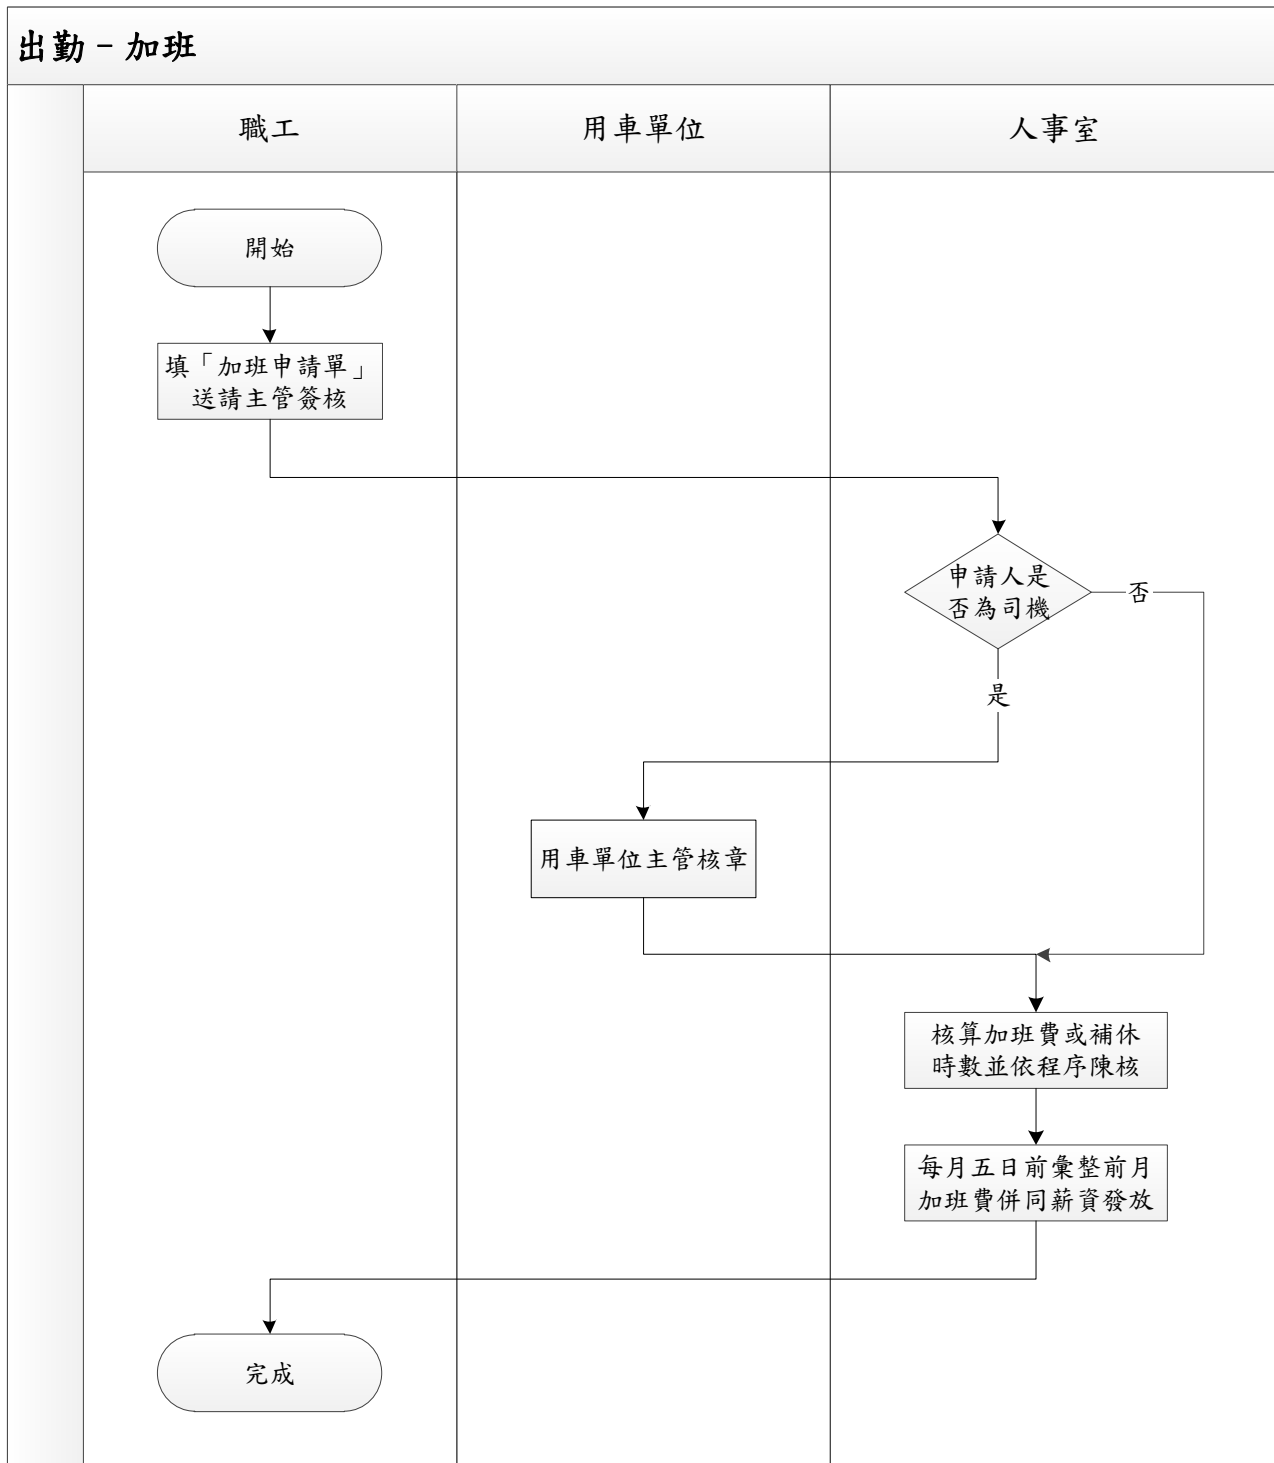 出勤－加班
職工
用車單位
人事室
開始
填「加班申請單」
送請主管簽核
申請人是
否為司機
否
是
用車單位主管核章
核算加班費或補休
時數並依程序陳核
每月五日前彙整前月
加班費併同薪資發放
完成